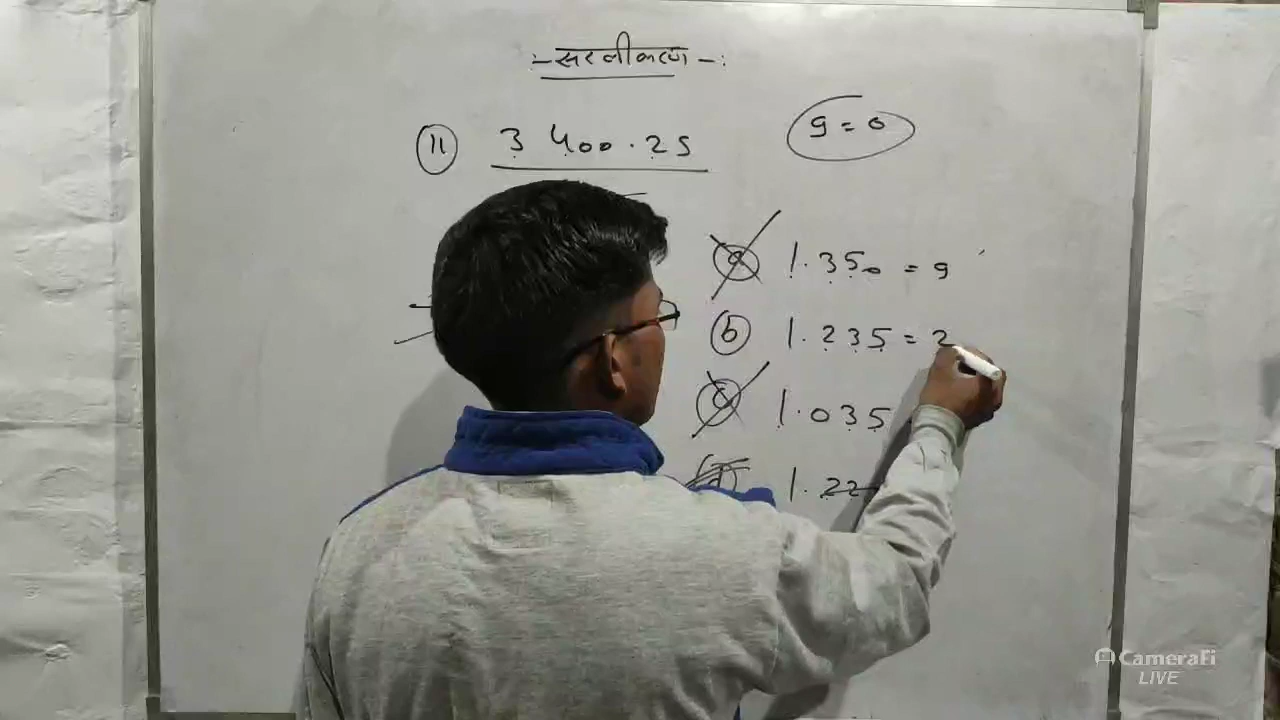 :- सरलीकरण -:
(11) 3 400.25
9 = 0
(a) 1.350 = 9
(b) 1.235 = 2
(c) 1.035
(d) 1.22
CameraFi
LIVE